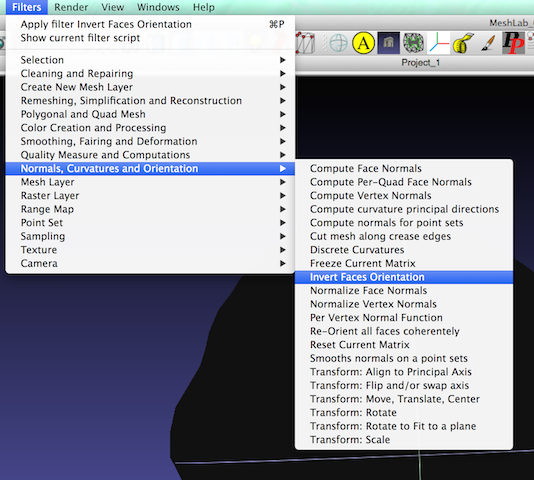 Filters Render View Windows Help
Apply filter Invert Faces Orientation ⌘P
Show current filter script
MeshLab_
A
PP
Project_1
Selection
Cleaning and Repairing
Create New Mesh Layer
Remeshing, Simplification and Reconstruction
Polygonal and Quad Mesh
Color Creation and Processing
Smoothing, Fairing and Deformation
Quality Measure and Computations
Normals, Curvatures and Orientation
Mesh Layer
Raster Layer
Range Map
Point Set
Sampling
Texture
Camera
Compute Face Normals
Compute Per-Quad Face Normals
Compute Vertex Normals
Compute curvature principal directions
Compute normals for point sets
Cut mesh along crease edges
Discrete Curvatures
Freeze Current Matrix
Invert Faces Orientation
Normalize Face Normals
Normalize Vertex Normals
Per Vertex Normal Function
Re-Orient all faces coherentely
Reset Current Matrix
Smooths normals on a point sets
Transform: Align to Principal Axis
Transform: Flip and/or swap axis
Transform: Move, Translate, Center
Transform: Rotate
Transform: Rotate to Fit to a plane
Transform: Scale